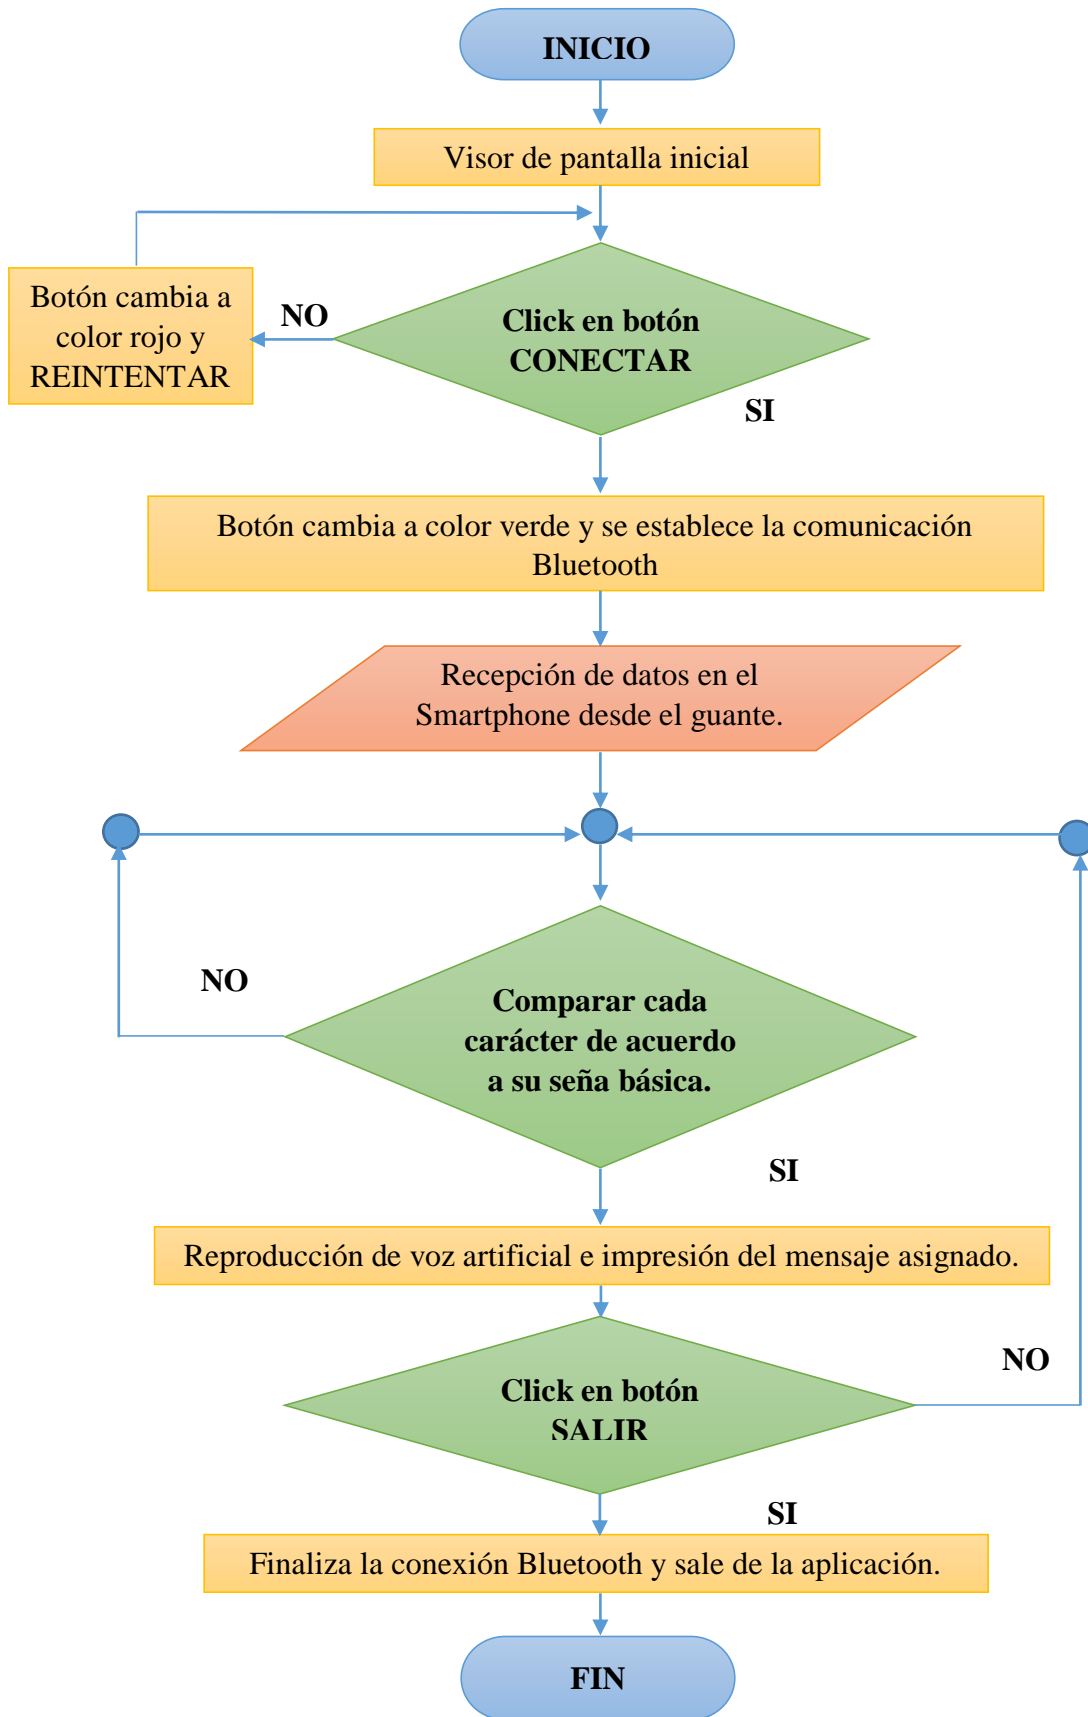 INICIO
Visor de pantalla inicial
Botón cambia a
color rojo y
REINTENTAR
NO
Click en botón
CONECTAR
SI
Botón cambia a color verde y se establece la comunicación
Bluetooth
Recepción de datos en el
Smartphone desde el guante.
NO
Comparar cada
carácter de acuerdo
a su seña básica.
SI
Reproducción de voz artificial e impresión del mensaje asignado.
Click en botón
SALIR
NO
SI
Finaliza la conexión Bluetooth y sale de la aplicación.
FIN